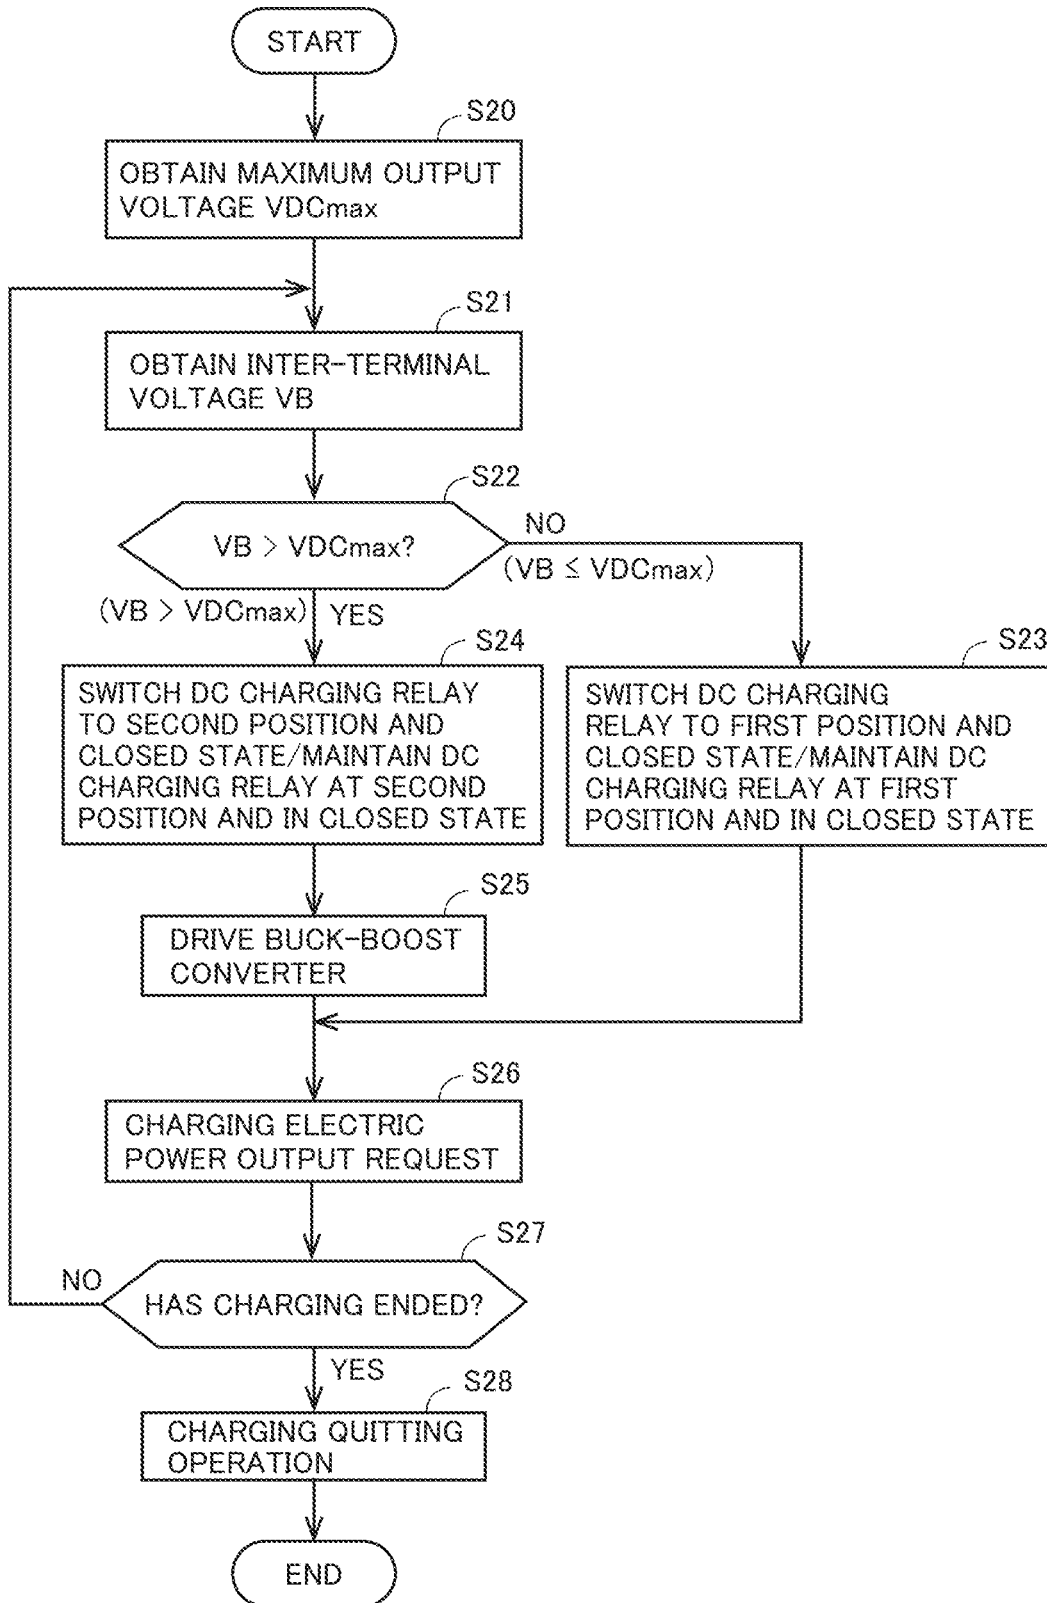 START
S20
OBTAIN MAXIMUM OUTPUT
VOLTAGE VDCmax
S21
OBTAIN INTER-TERMINAL
VOLTAGE VB
S22
VB > VDCmax?
NO
(VB ≦ VDCmax)
(VB > VDCmax)
YES
S24
SWITCH DC CHARGING RELAY
TO SECOND POSITION AND
CLOSED STATE/MAINTAIN DC
CHARGING RELAY AT SECOND
POSITION AND IN CLOSED STATE
S23
SWITCH DC CHARGING
RELAY TO FIRST POSITION AND
CLOSED STATE/MAINTAIN DC
CHARGING RELAY AT FIRST
POSITION AND IN CLOSED STATE
S25
DRIVE BUCK-BOOST
CONVERTER
S26
CHARGING ELECTRIC
POWER OUTPUT REQUEST
S27
NO
HAS CHARGING ENDED?
YES
S28
CHARGING QUITTING
OPERATION
END